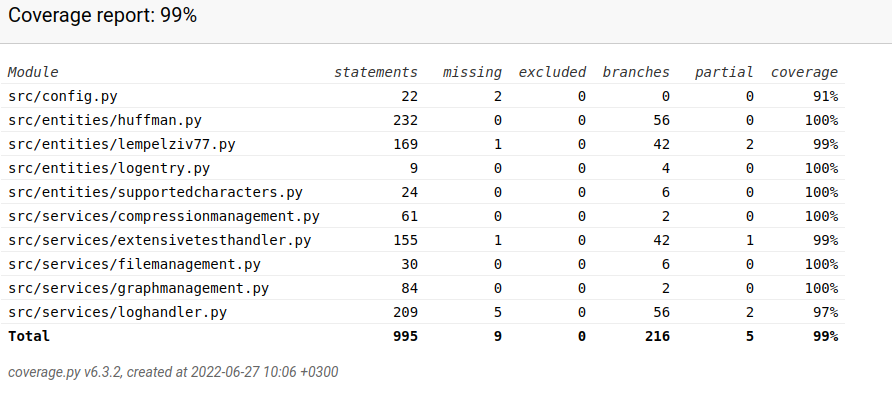 Coverage report: 99%
Module statements missing excluded branches partial coverage
src/config.py 22 2 0 0 0 91%
src/entities/huffman.py 232 0 0 56 0 100%
src/entities/lempelziv77.py 169 1 0 42 2 99%
src/entities/logentry.py 9 0 0 4 0 100%
src/entities/supportedcharacters.py 24 0 0 6 0 100%
src/services/compressionmanagement.py 61 0 0 2 0 100%
src/services/extensivetesthandler.py 155 1 0 42 1 99%
src/services/filemanagement.py 30 0 0 6 0 100%
src/services/graphmanagement.py 84 0 0 2 0 100%
src/services/loghandler.py 209 5 0 56 2 97%
Total 995 9 0 216 5 99%
coverage.py v6.3.2, created at 2022-06-27 10:06 +0300